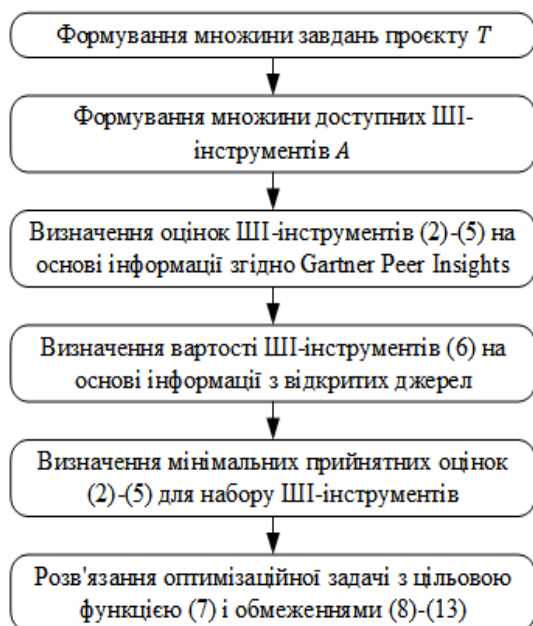 Формування множини завдань проєкту T
Формування множини доступних ШІ-
інструментів A
Визначення оцінок ШІ-інструментів (2)-(5) на
основі інформації згідно Gartner Peer Insights
Визначення вартості ШІ-інструментів (6) на
основі інформації з відкритих джерел
Визначення мінімальних прийнятних оцінок
(2)-(5) для набору ШІ-інструментів
Розв'язання оптимізаційної задачі з цільовою
функцією (7) і обмеженнями (8)-(13)